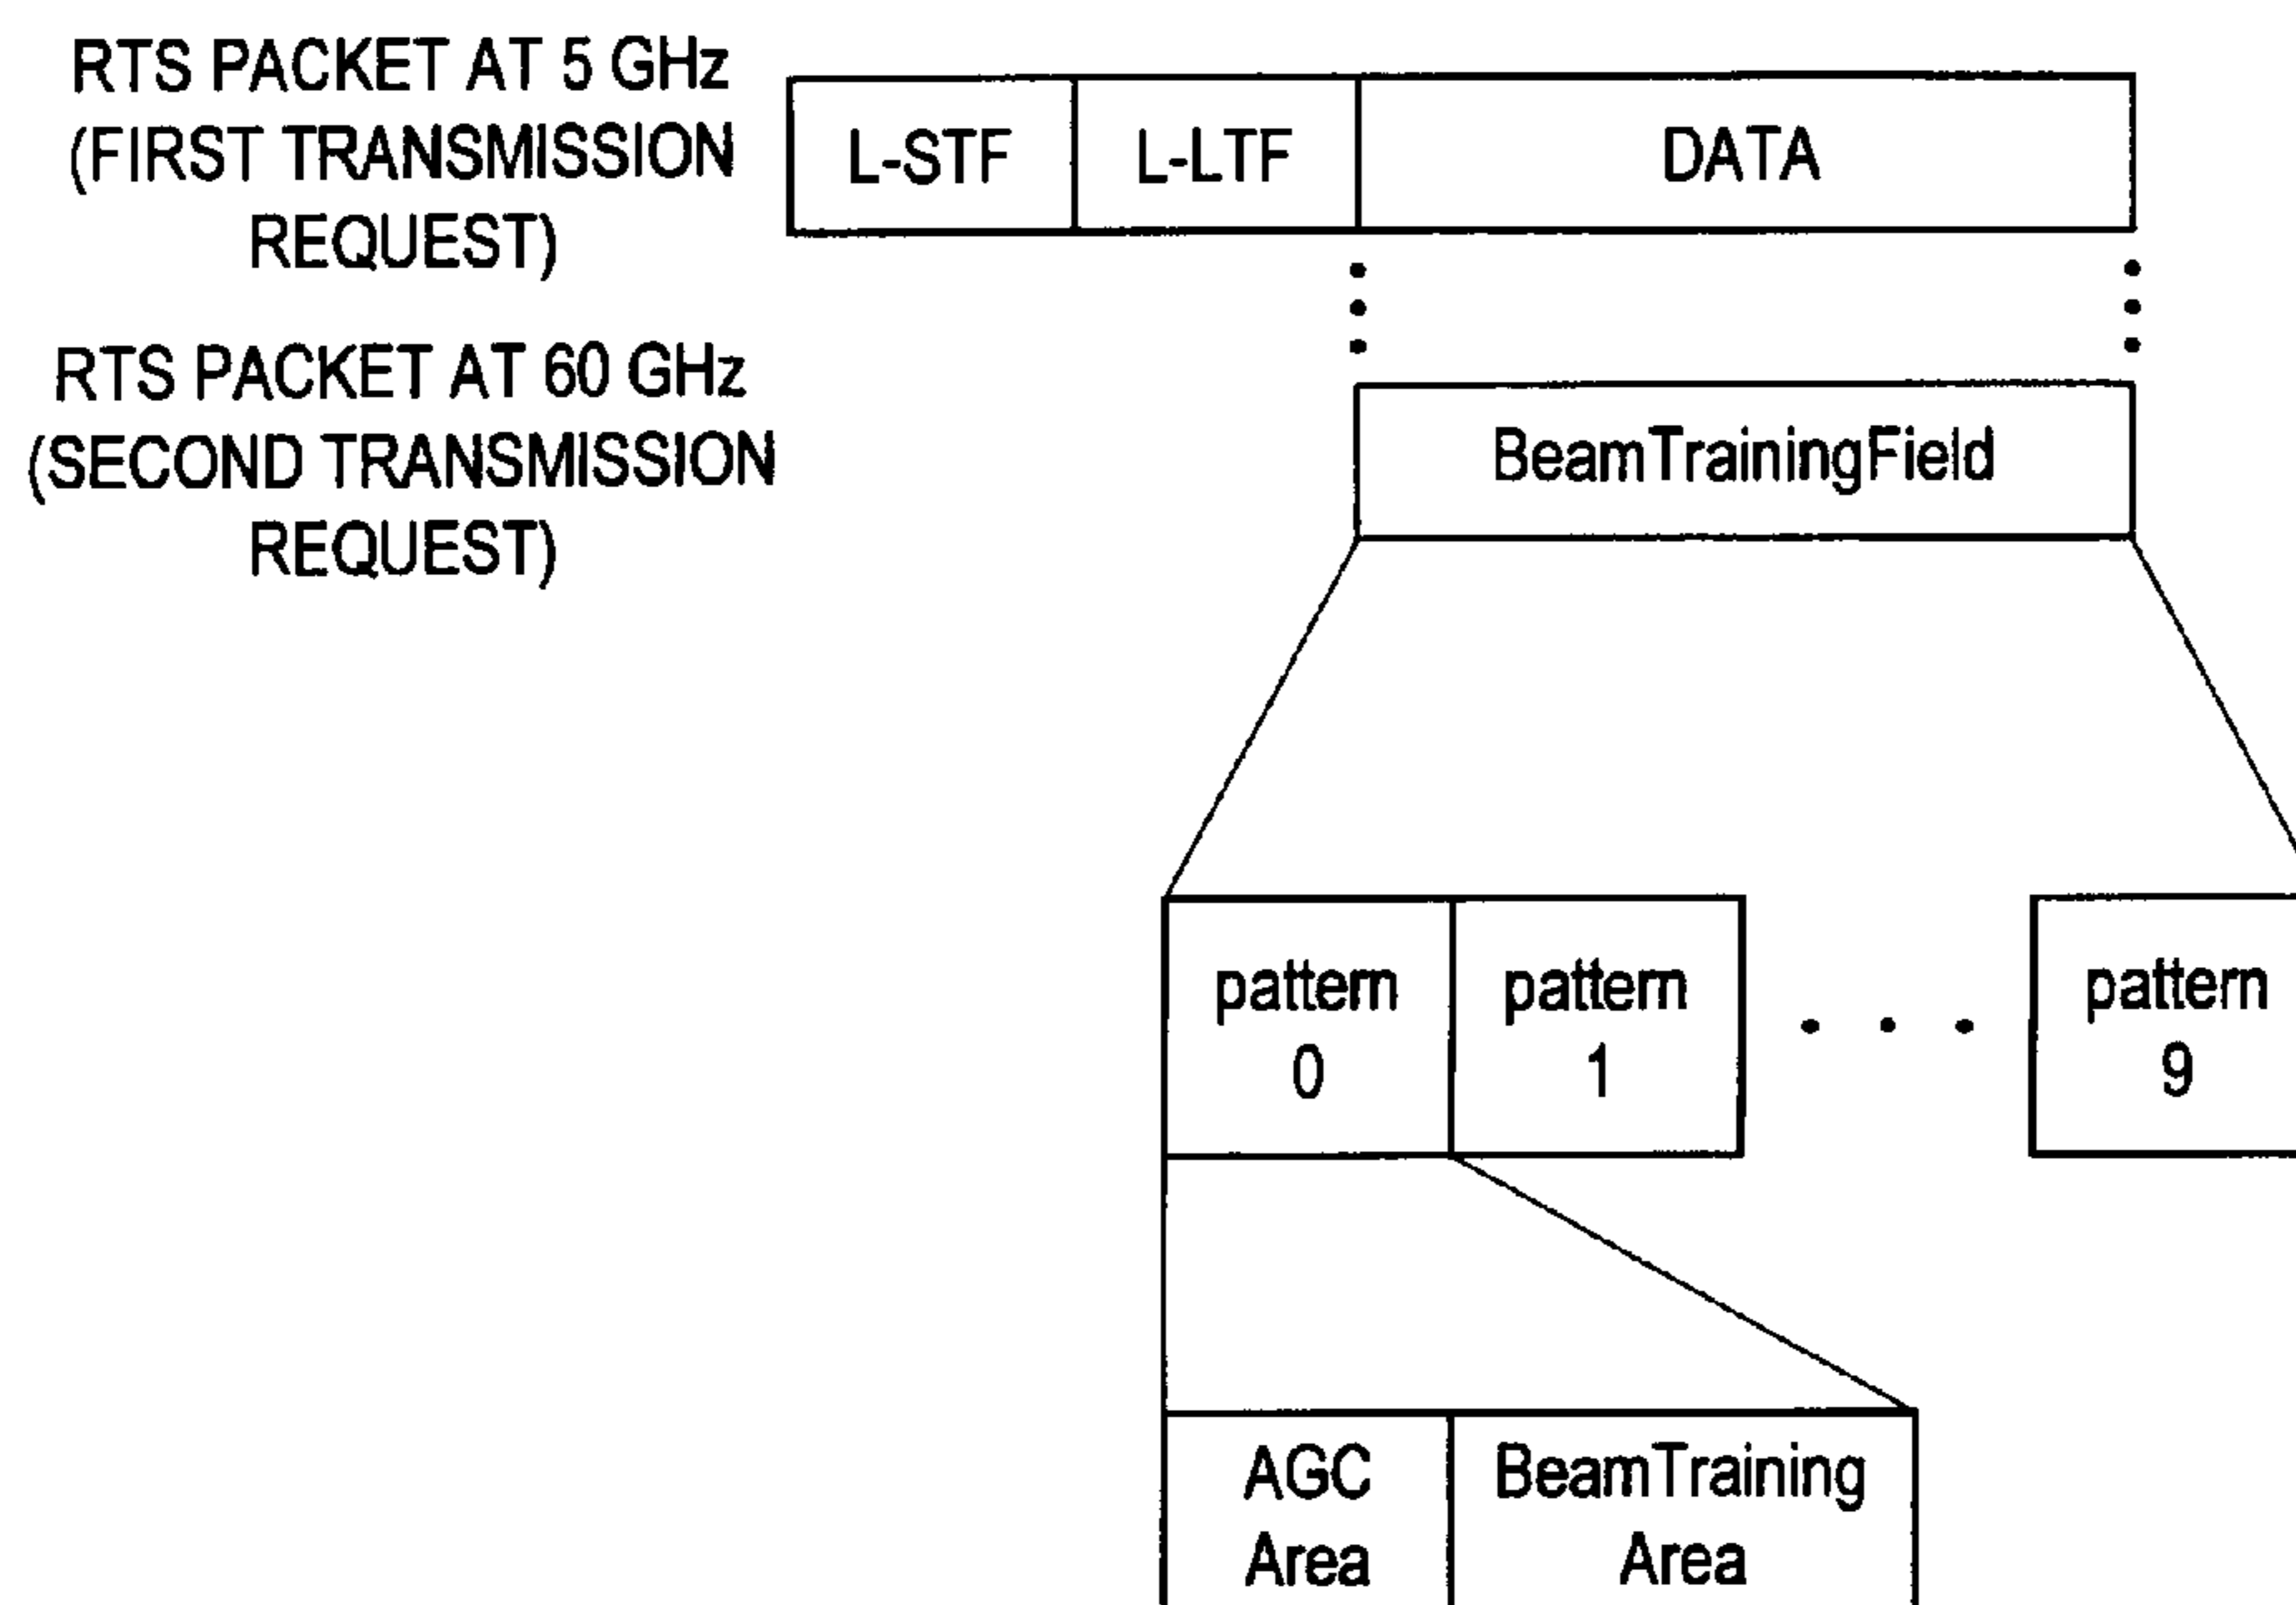 RTS PACKET AT 5 GHz
(FIRST TRANSMISSION
REQUEST)
L-STF
L-LTF
DATA
RTS PACKET AT 60 GHz
(SECOND TRANSMISSION
REQUEST)
BeamTrainingField
pattern
0
pattern
1
pattern
9
AGC
Area
BeamTraining
Area